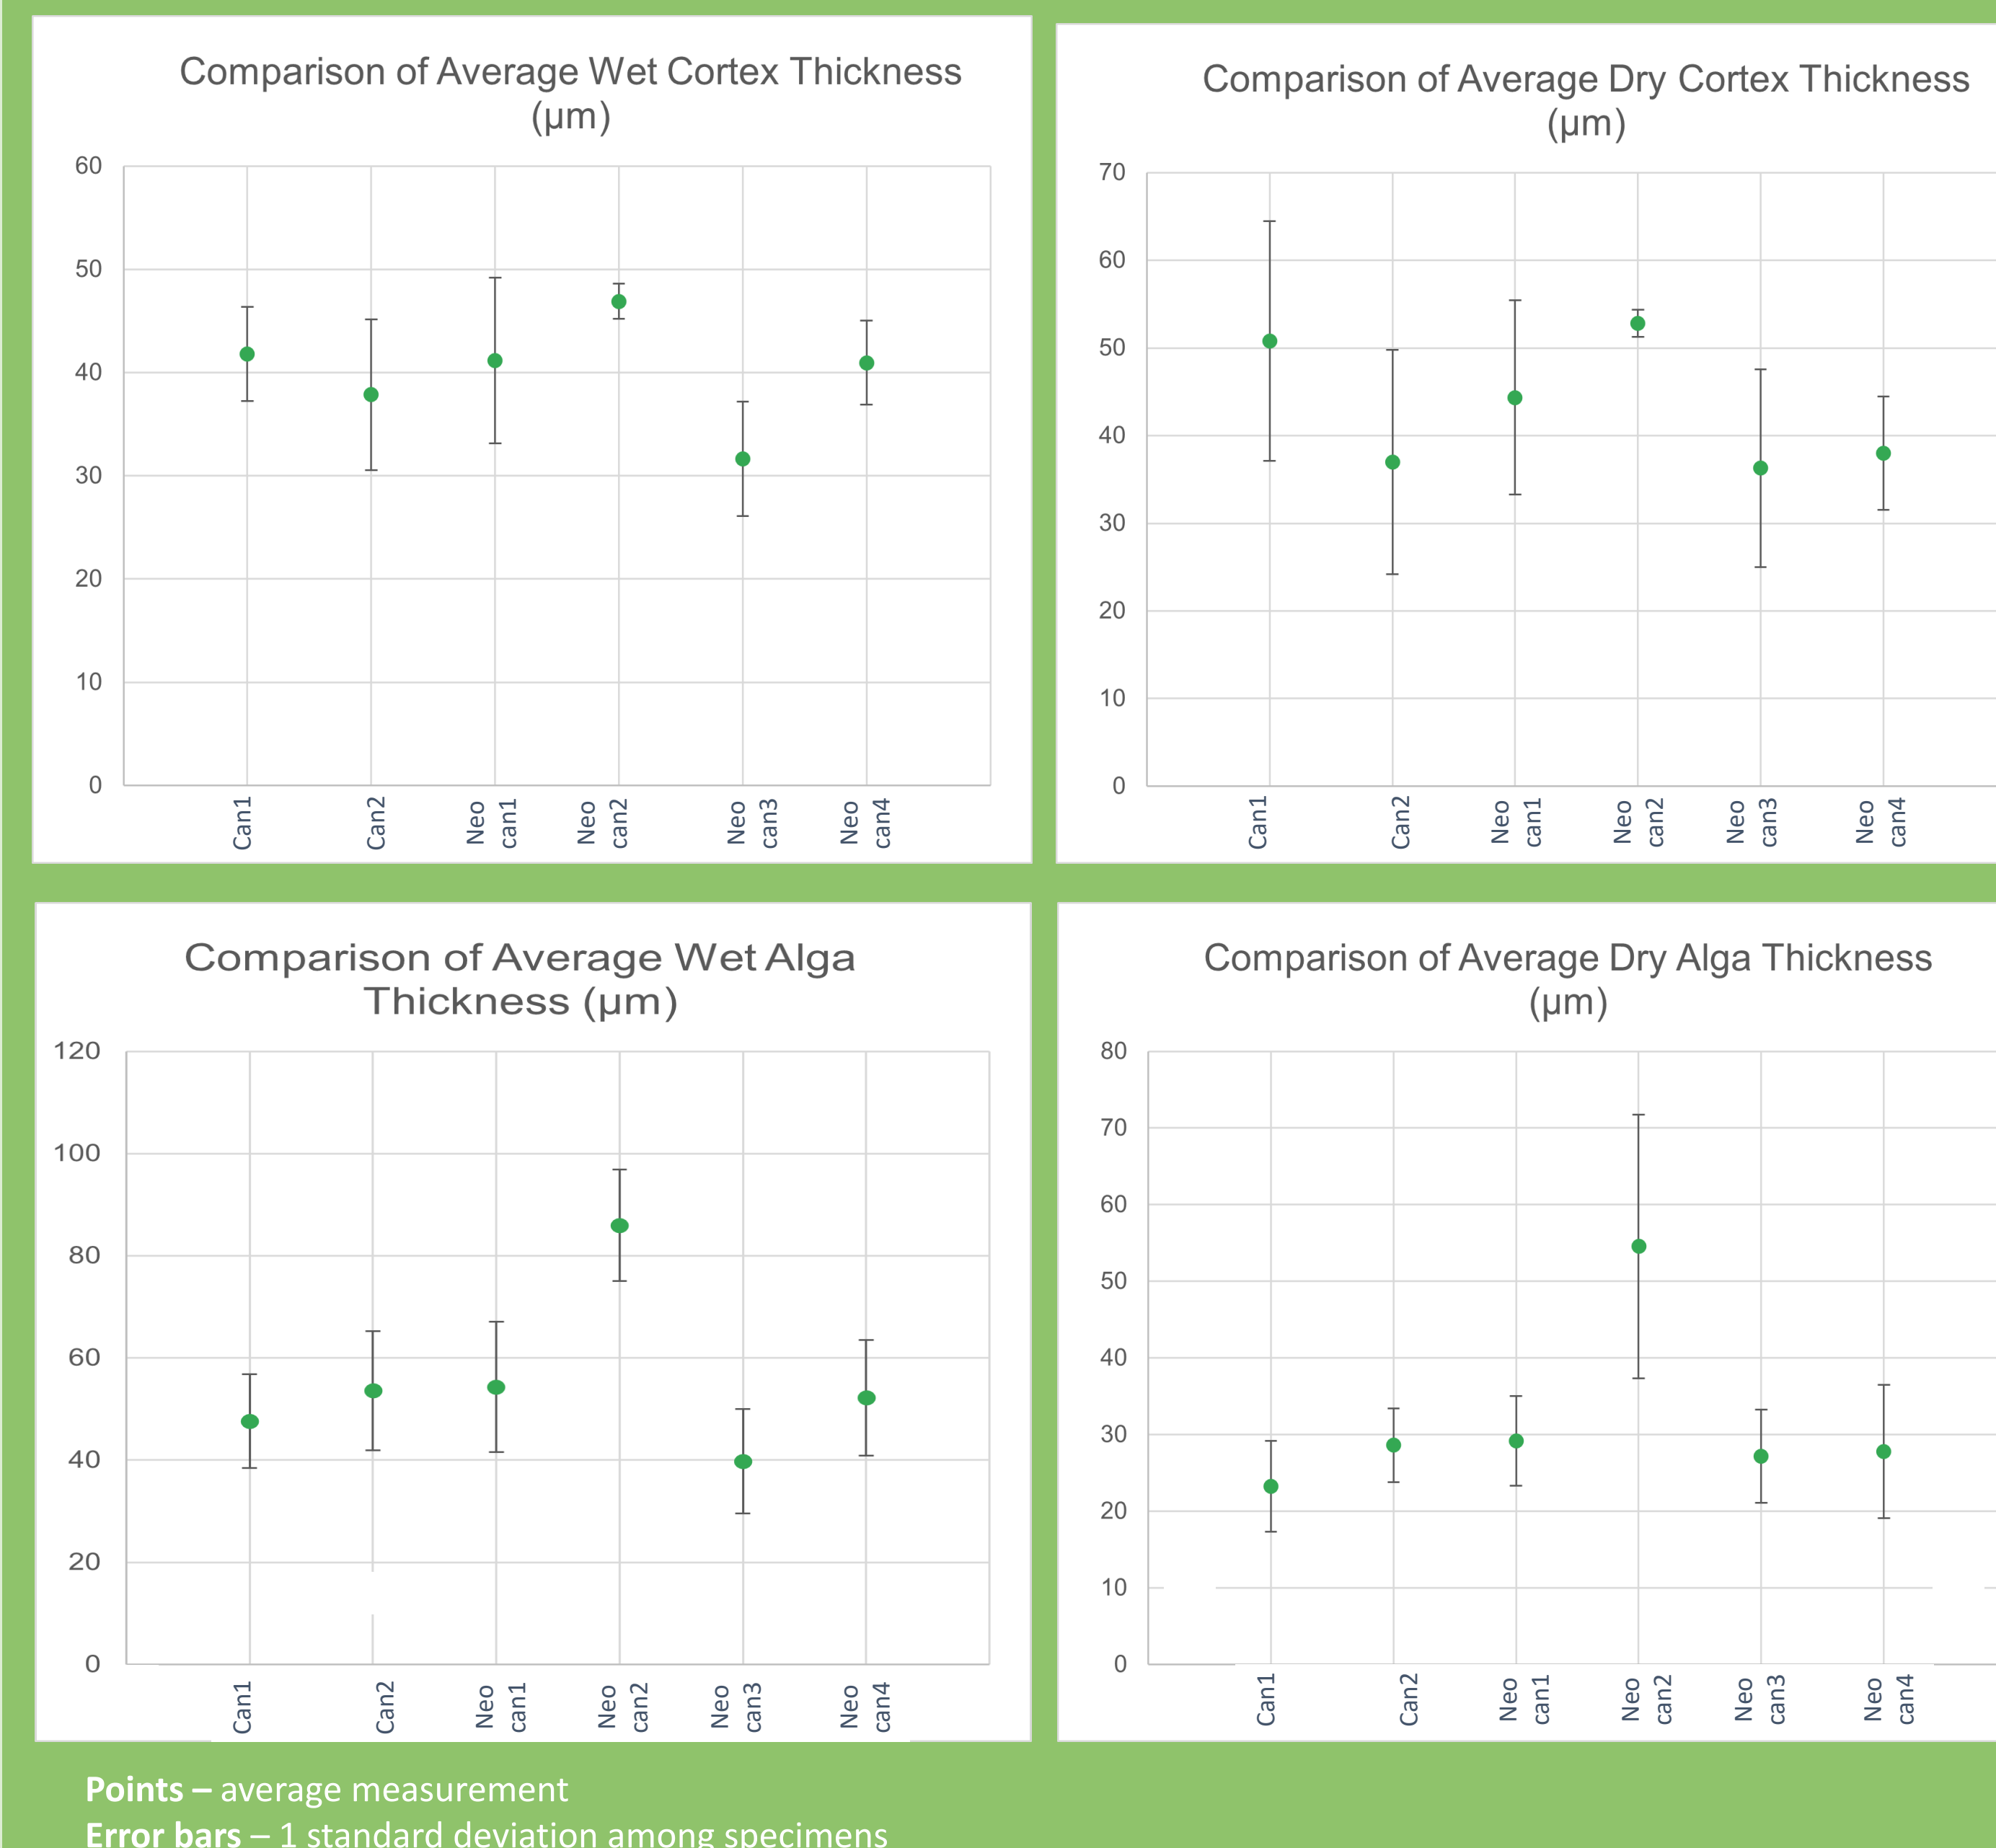 Comparison of Average Wet Cortex Thickness
(µm)
60
50
40
30
20
10
0
Can1
Can2
Neo
can1
Neo
can2
Neo
can3
Neo
can4
Comparison of Average Dry Cortex Thickness
(µm)
70
60
50
40
30
20
10
0
Can1
Can2
Neo
can1
Neo
can2
Neo
can3
Neo
can4
Comparison of Average Wet Alga
Thickness (µm)
120
100
80
60
40
20
0
Can1
Can2
Neo
can1
Neo
can2
Neo
can3
Neo
can4
Comparison of Average Dry Alga Thickness
(µm)
80
70
60
50
40
30
20
10
0
Can1
Can2
Neo
can1
Neo
can2
Neo
can3
Neo
can4
Points – average measurement
Error bars – 1 standard deviation among specimens